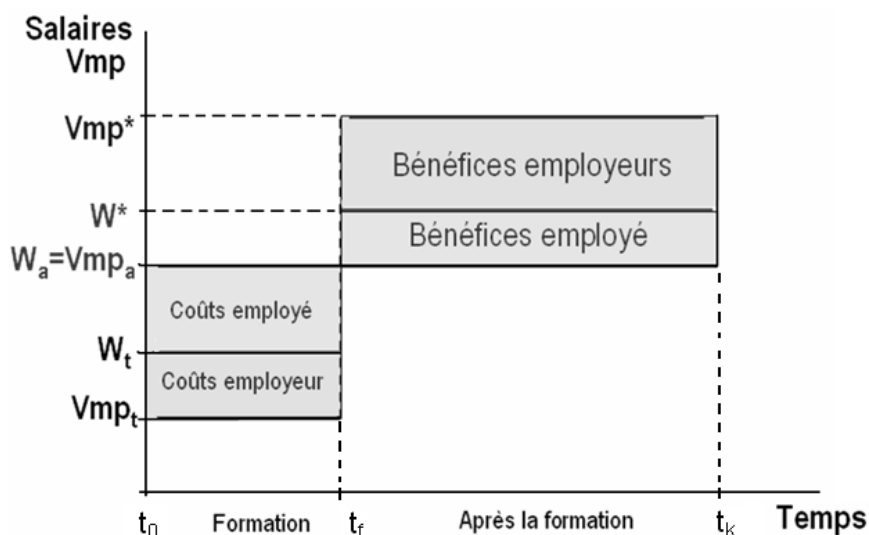 Salaires
Vmp
Vmp*
Bénéfices employeurs
W*
Bénéfices employé
Wₐ=Vmpₐ
Coûts employé
Wₜ
Coûts employeur
Vmpₜ
t₀ Formation t_f Après la formation tₖ Temps